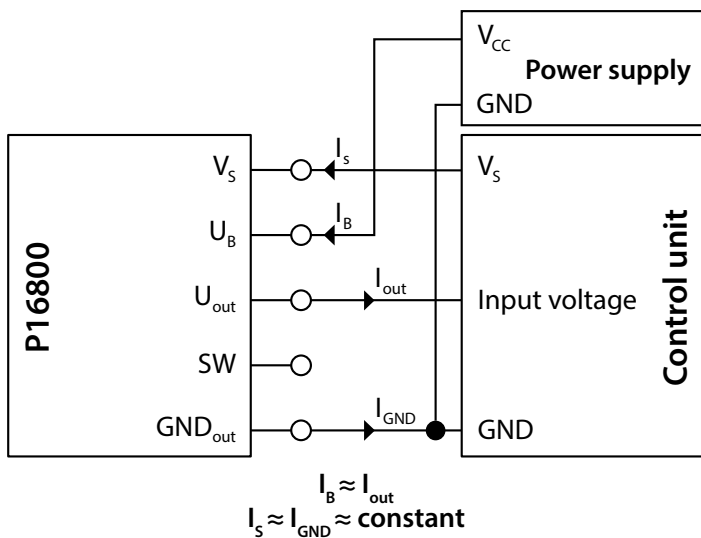 V_CC
Power supply
GND
P16800
V_S
I_s
V_S
U_B
I_B
Control unit
U_out
I_out
Input voltage
SW
GND_out
I_GND
GND
I_B ≈ I_out
I_S ≈ I_GND ≈ constant